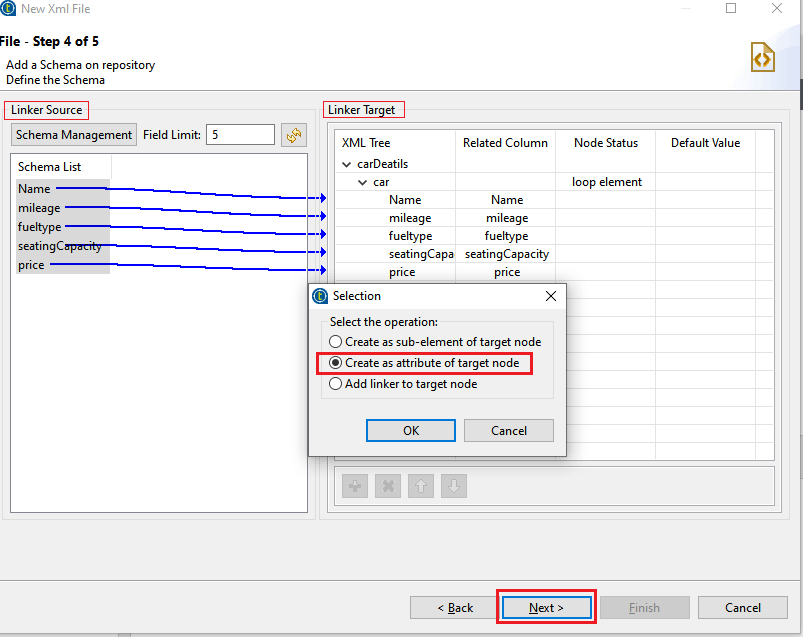 New Xml File
File - Step 4 of 5
Add a Schema on repository
Define the Schema
Linker Source
Schema Management
Field Limit:
5
Schema List
Name
mileage
fueltype
seatingCapacity
price
Linker Target
XML Tree Related Column Node Status Default Value
carDeatils
car loop element
Name Name
mileage mileage
fueltype fueltype
seatingCapa seatingCapacity
price price
Selection
Select the operation:
Create as sub-element of target node
Create as attribute of target node
Add linker to target node
OK Cancel
< Back Next > Finish Cancel